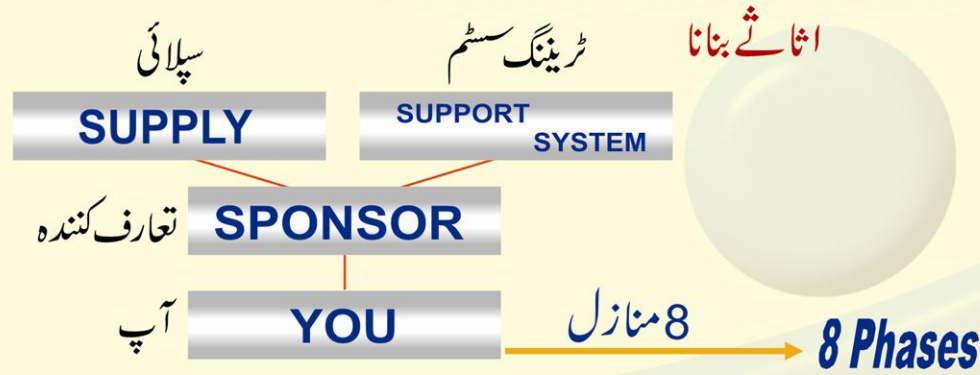 اثاثے بنانا
ٹریننگ سسٹم
سپلائی
SUPPLY
SUPPORT
SYSTEM
تعارف کنندہ
SPONSOR
آپ
YOU
8 منازل
8 Phases